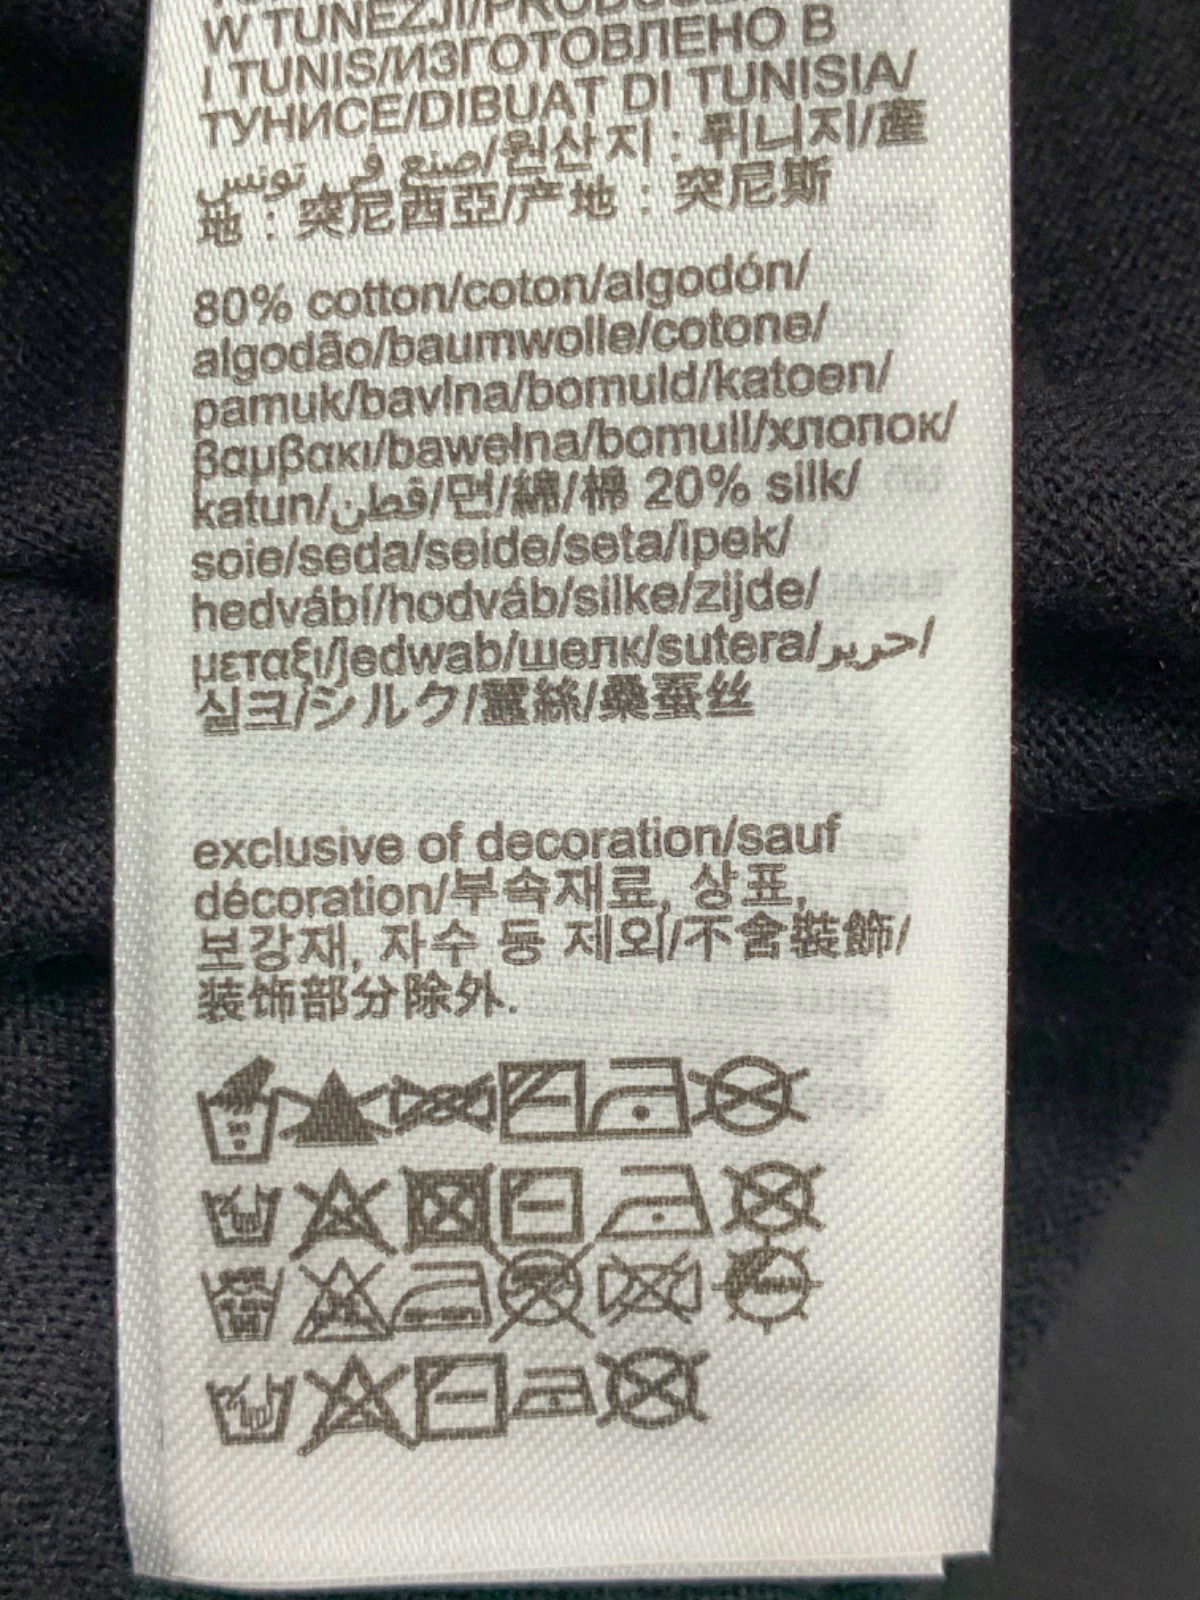 W TUNEZJI/
I TUNIS/ИЗГОТОВЛЕНО В
ТУНИСЕ/DIBUAT DI TUNISIA/
صنع في تونس/원산지 : 튀니지/産
地 : 突尼西亞/产地 : 突尼斯
80% cotton/coton/algodón/
algodão/baumwolle/cotone/
pamuk/bavlna/bomuld/katoen/
βαμβακι/bawełna/bomull/хлопок/
katun/قطن/면/綿/棉 20% silk/
soie/seda/seide/seta/ipek/
hedvábí/hodváb/silke/zijde/
μεταξι/jedwab/шелк/sutera/حرير/
실크/シルク/蠶絲/桑蚕丝
exclusive of decoration/sauf
décoration/부속재료, 상표,
보강재, 자수 등 제외/不含裝飾/
装饰部分除外.